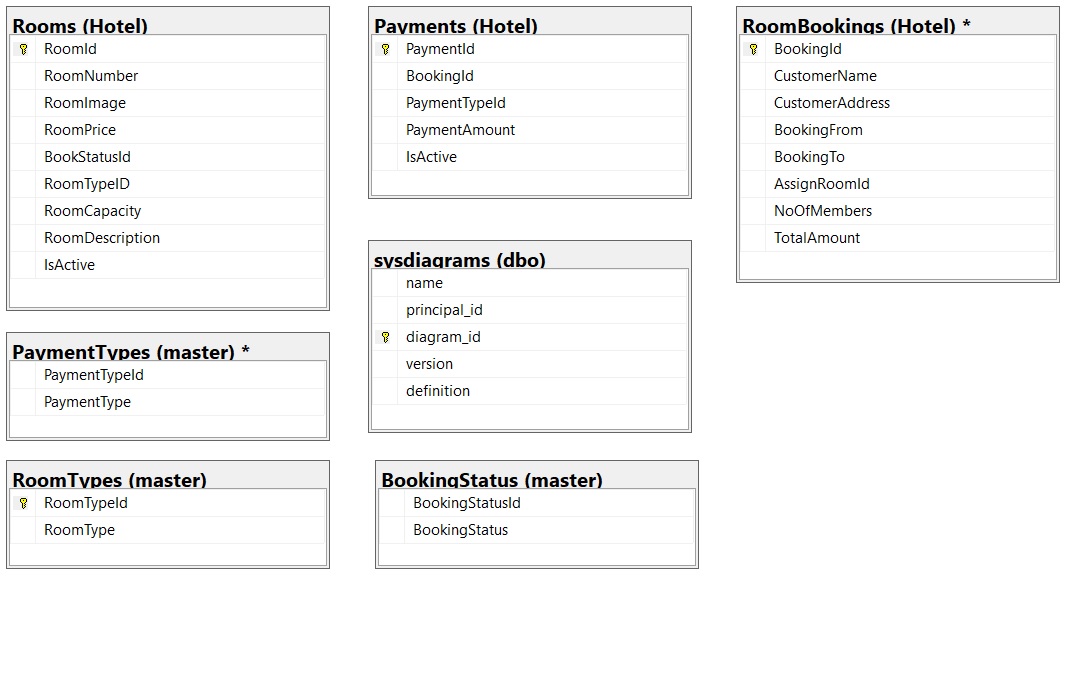 Rooms (Hotel)
RoomId
RoomNumber
RoomImage
RoomPrice
BookStatusId
RoomTypeID
RoomCapacity
RoomDescription
IsActive
Payments (Hotel)
PaymentId
BookingId
PaymentTypeId
PaymentAmount
IsActive
RoomBookings (Hotel) *
BookingId
CustomerName
CustomerAddress
BookingFrom
BookingTo
AssignRoomId
NoOfMembers
TotalAmount
sysdiagrams (dbo)
name
principal_id
diagram_id
version
definition
PaymentTypes (master) *
PaymentTypeId
PaymentType
RoomTypes (master)
RoomTypeId
RoomType
BookingStatus (master)
BookingStatusId
BookingStatus